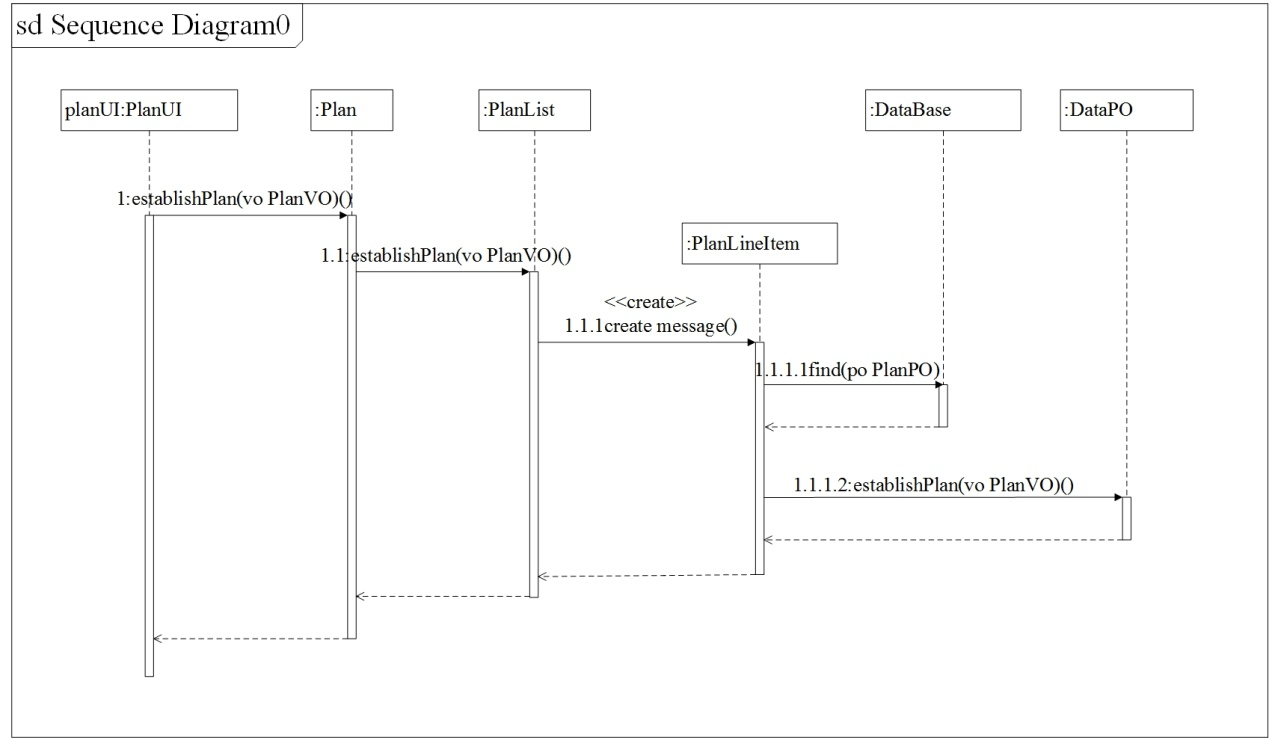 sd Sequence Diagram0
planUI:PlanUI
:Plan
:PlanList
:DataBase
:DataPO
1:establishPlan(vo PlanVO)()
:PlanLineItem
1.1:establishPlan(vo PlanVO)()
<<create>>
1.1.1create message()
1.1.1.1find(po PlanPO)
1.1.1.2:establishPlan(vo PlanVO)()